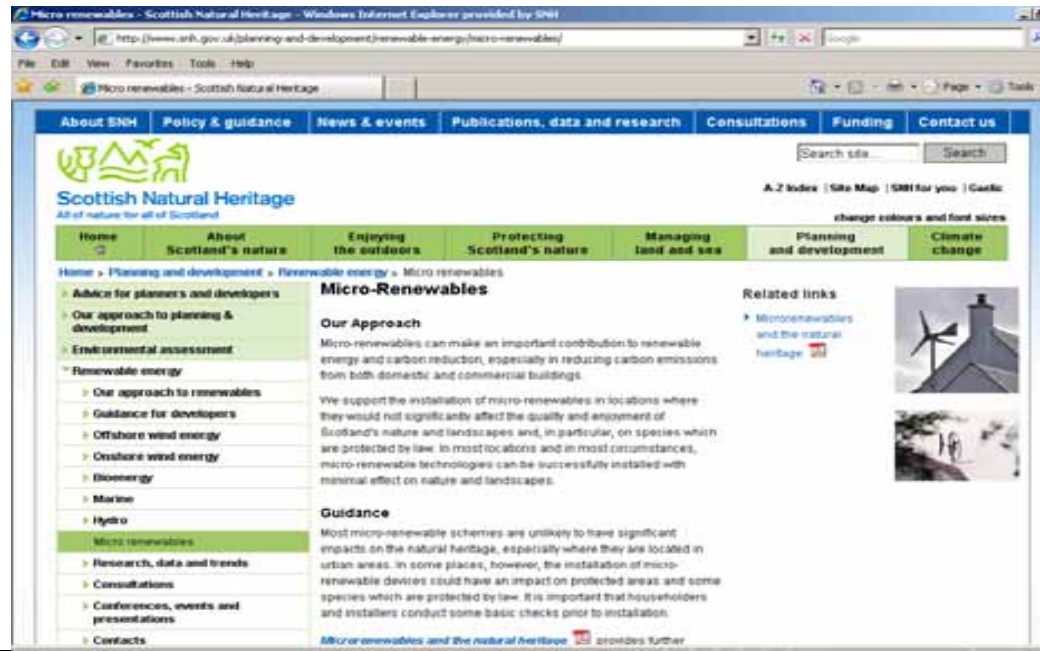 Micro renewables - Scottish Natural Heritage - Windows Internet Explorer provided by SNH
http://www.snh.gov.uk/planning-and-development/renewable-energy/micro-renewables/
Google
File Edit View Favorites Tools Help
Micro renewables - Scottish Natural Heritage
Page Tools
About SNH Policy & guidance News & events Publications, data and research Consultations Funding Contact us
Search site... Search
Scottish Natural Heritage
All of nature for all of Scotland
A-Z Index | Site Map | SNH for you | Gaelic
change colours and font sizes
Home About Scotland's nature Enjoying the outdoors Protecting Scotland's nature Managing land and sea Planning and development Climate change
Home » Planning and development » Renewable energy » Micro renewables
Advice for planners and developers
Our approach to planning &
development
Environmental assessment
Renewable energy
Our approach to renewables
Guidance for developers
Offshore wind energy
Onshore wind energy
Bioenergy
Marine
Hydro
Micro renewables
Research, data and trends
Consultations
Conferences, events and
presentations
Contacts
Micro-Renewables
Our Approach
Micro-renewables can make an important contribution to renewable
energy and carbon reduction, especially in reducing carbon emissions
from both domestic and commercial buildings.
We support the installation of micro-renewables in locations where
they would not significantly affect the quality and enjoyment of
Scotland's nature and landscapes and, in particular, on species which
are protected by law. In most locations and in most circumstances,
micro-renewable technologies can be successfully installed with
minimal effect on nature and landscapes.
Guidance
Most micro-renewable schemes are unlikely to have significant
impacts on the natural heritage, especially where they are located in
urban areas. In some places, however, the installation of micro-
renewable devices could have an impact on protected areas and some
species which are protected by law. It is important that householders
and installers conduct some basic checks prior to installation.
Microrenewables and the natural heritage provides further
Related links
Microrenewables
and the natural
heritage